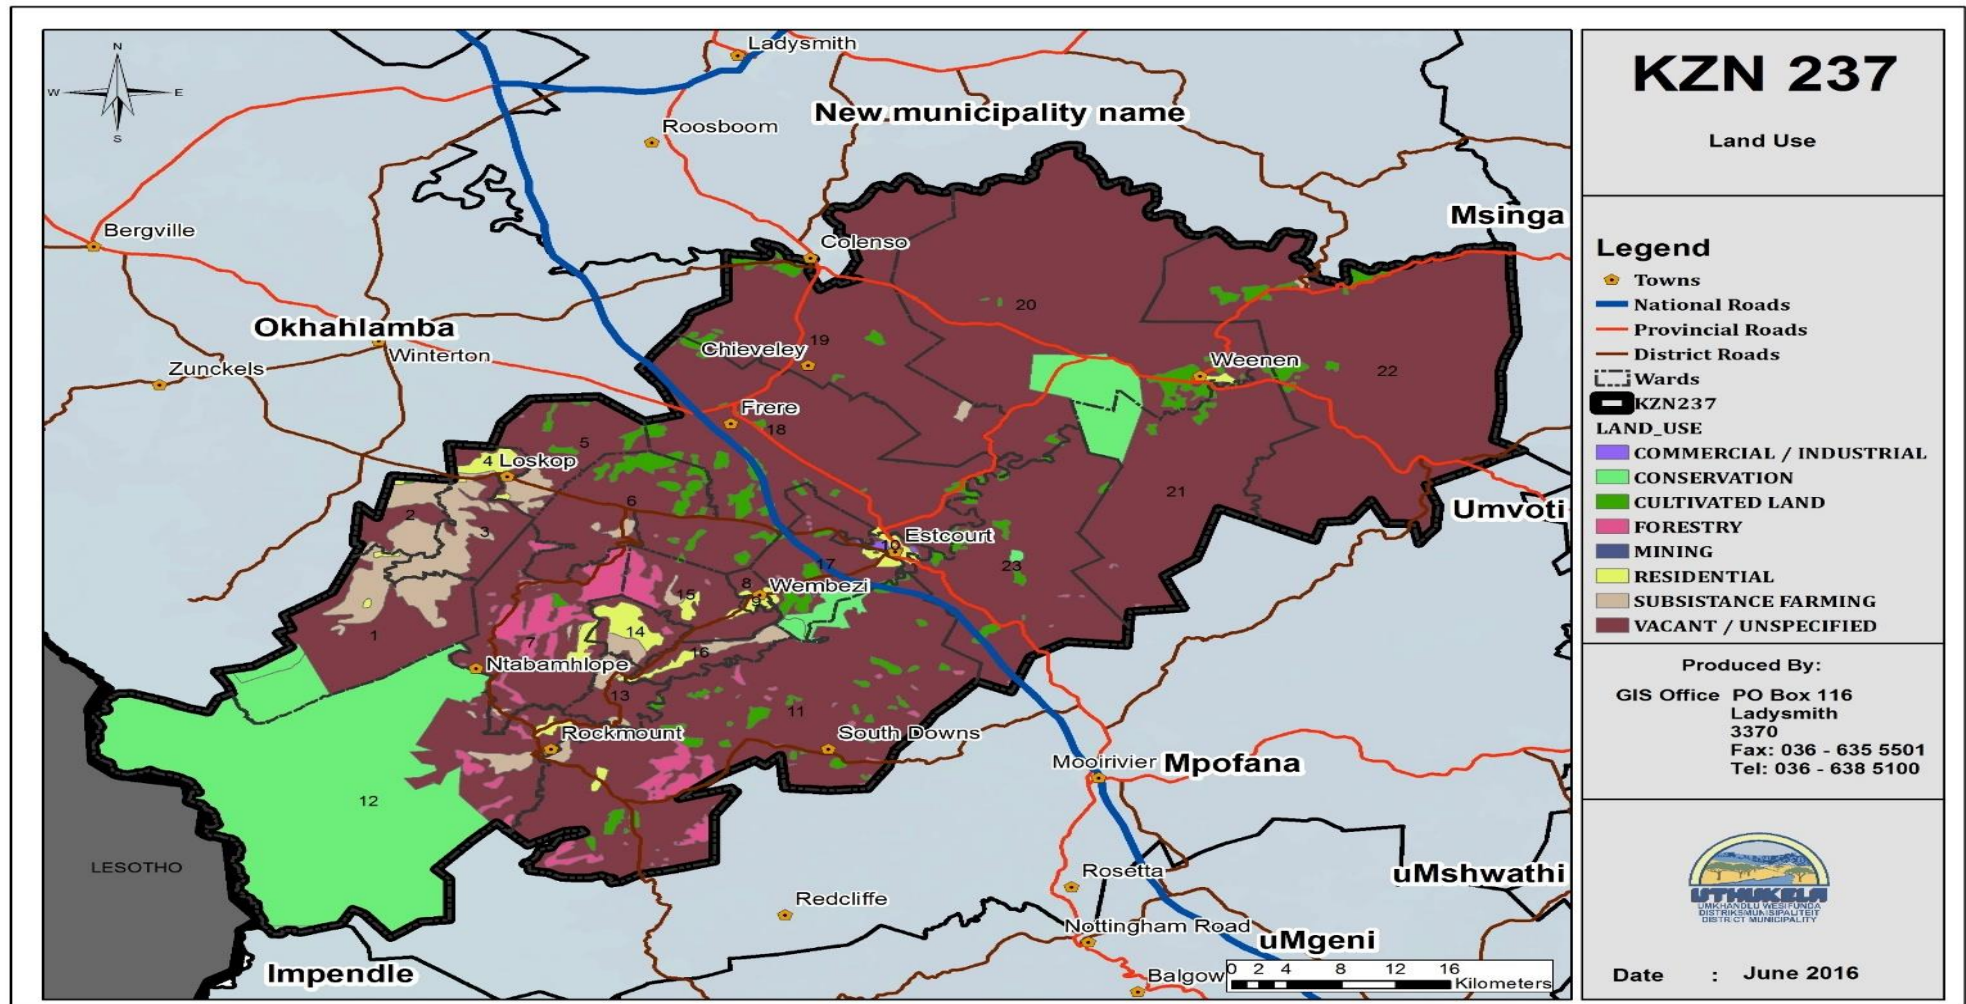 N
W E
S
Ladysmith
Roosboom
New municipality name
Msinga
Bergville
Colenso
20
Okhahlamba
Winterton
Zunckels
19
Chieveley
Weenen
22
Frere
18
5
4 Loskop
6
21
Umvoti
2
3
Estcourt
10
17
23
8
Wembezi
9
15
1
14
7
16
Ntabamhlope
13
11
Rockmount
South Downs
Mooirivier
Mpofana
12
LESOTHO
Rosetta
uMshwathi
Redcliffe
Nottingham Road
uMgeni
Impendle
Balgow
0 2 4 8 12 16
Kilometers
KZN 237
Land Use
Legend
Towns
National Roads
Provincial Roads
District Roads
Wards
KZN237
LAND_USE
COMMERCIAL / INDUSTRIAL
CONSERVATION
CULTIVATED LAND
FORESTRY
MINING
RESIDENTIAL
SUBSISTANCE FARMING
VACANT / UNSPECIFIED
Produced By:
GIS Office PO Box 116
Ladysmith
3370
Fax: 036 - 635 5501
Tel: 036 - 638 5100
UTHUKELA
UMKHANDLU WESIFUNDA
DISTRIKSMUNISIPALITEIT
DISTRICT MUNICIPALITY
Date : June 2016